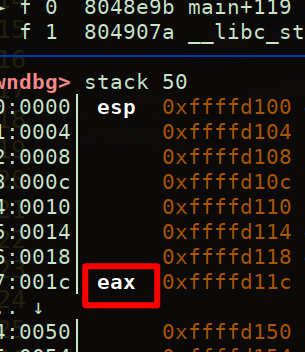 f 0 8048e9b main+119
f 1 804907a __libc_st
wndbg> stack 50
0:0000│ esp 0xffffd100
1:0004│ 0xffffd104
2:0008│ 0xffffd108
3:000c│ 0xffffd10c
4:0010│ 0xffffd110
5:0014│ 0xffffd114
6:0018│ 0xffffd118
7:001c│ eax 0xffffd11c
.. ↓
4:0050│ 0xffffd150